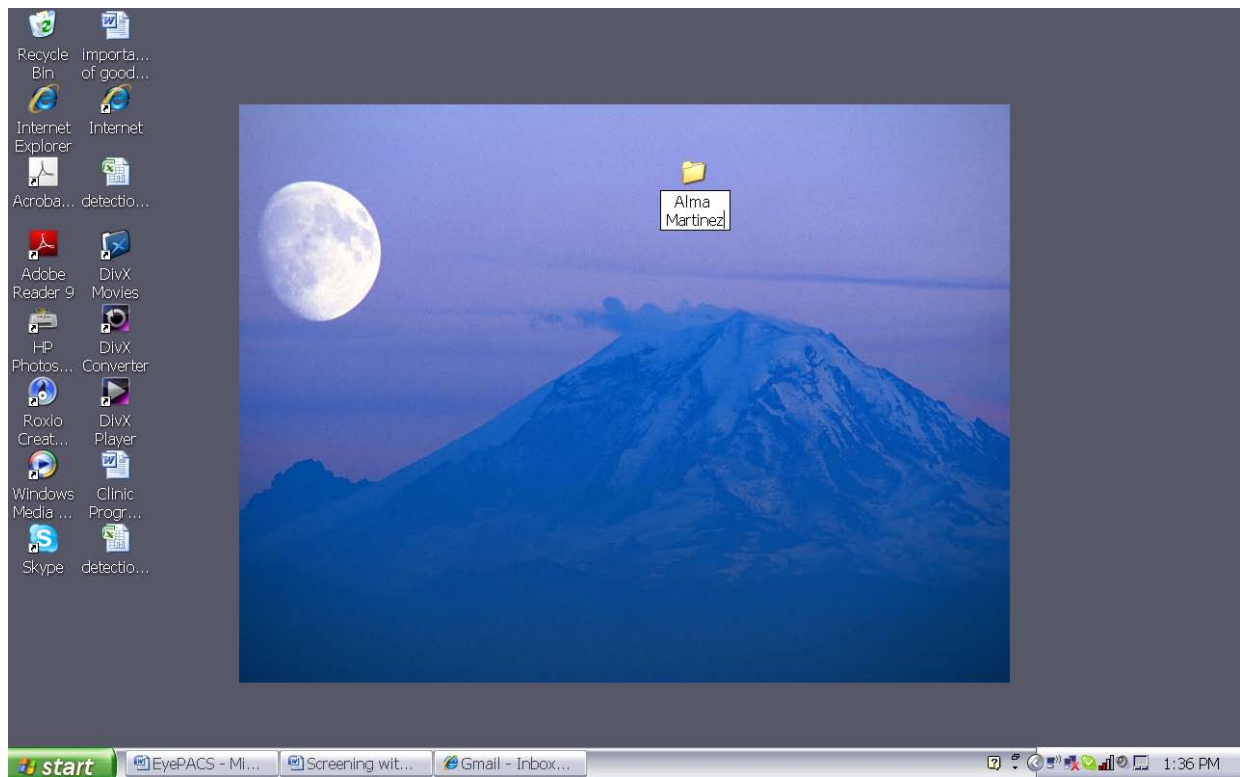 Recycle
Bin
importa...
of good...
Internet
Explorer
Internet
Acroba...
detectio...
Adobe
Reader 9
DivX
Movies
HP
Photos...
DivX
Converter
Roxio
Creat...
DivX
Player
Windows
Media ...
Clinic
Progr...
Skype
detectio...
Alma
Martinez
start
EyePACS - Mi...
Screening wit...
Gmail - Inbox...
1:36 PM